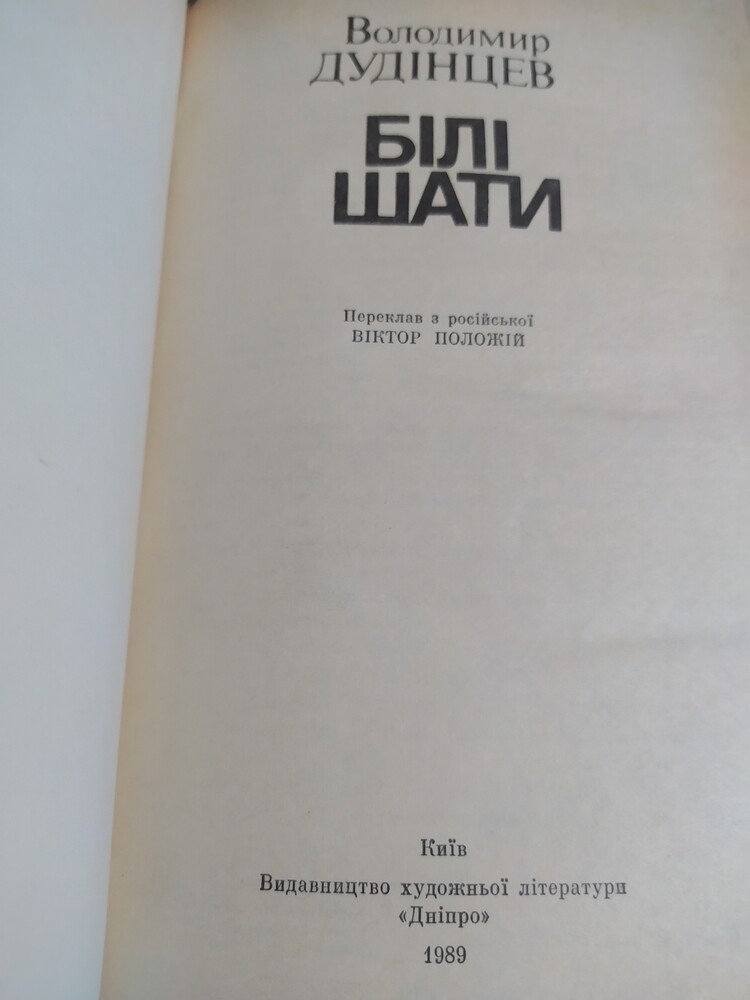 Володимир
ДУДІНЦЕВ
БІЛІ
ШАТИ
Переклав з російської
ВІКТОР ПОЛОЖІЙ
Київ
Видавництво художньої літератури
«Дніпро»
1989